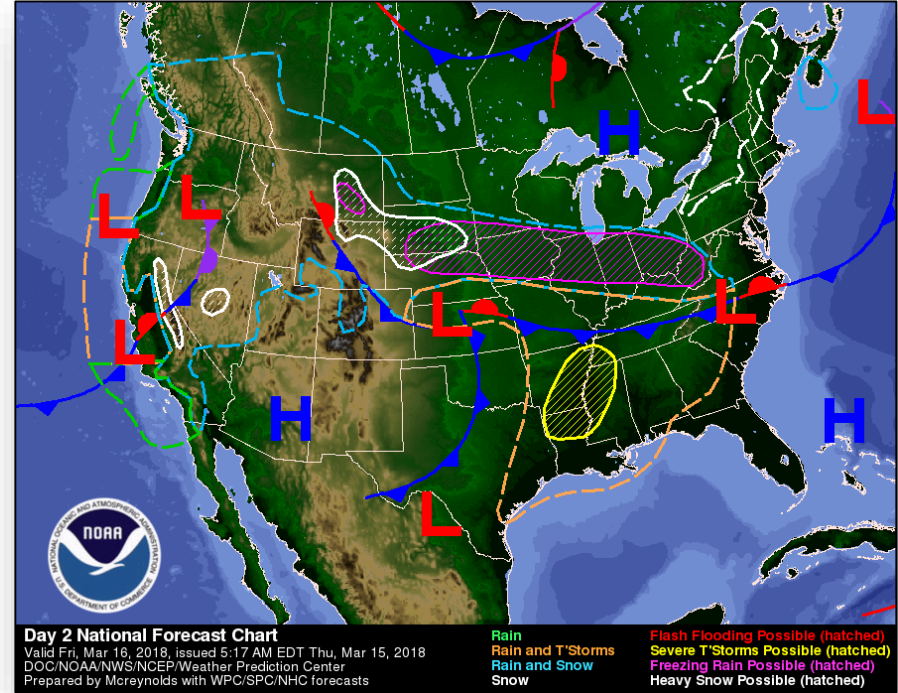 L
H
L
L
L
L
L
H
H
L
NOAA
NATIONAL OCEANIC AND ATMOSPHERIC ADMINISTRATION
U.S. DEPARTMENT OF COMMERCE
Day 2 National Forecast Chart
Valid Fri, Mar 16, 2018, issued 5:17 AM EDT Thu, Mar 15, 2018
DOC/NOAA/NWS/NCEP/Weather Prediction Center
Prepared by Mcreynolds with WPC/SPC/NHC forecasts
Rain
Rain and T'Storms
Rain and Snow
Snow
Flash Flooding Possible (hatched)
Severe T'Storms Possible (hatched)
Freezing Rain Possible (hatched)
Heavy Snow Possible (hatched)